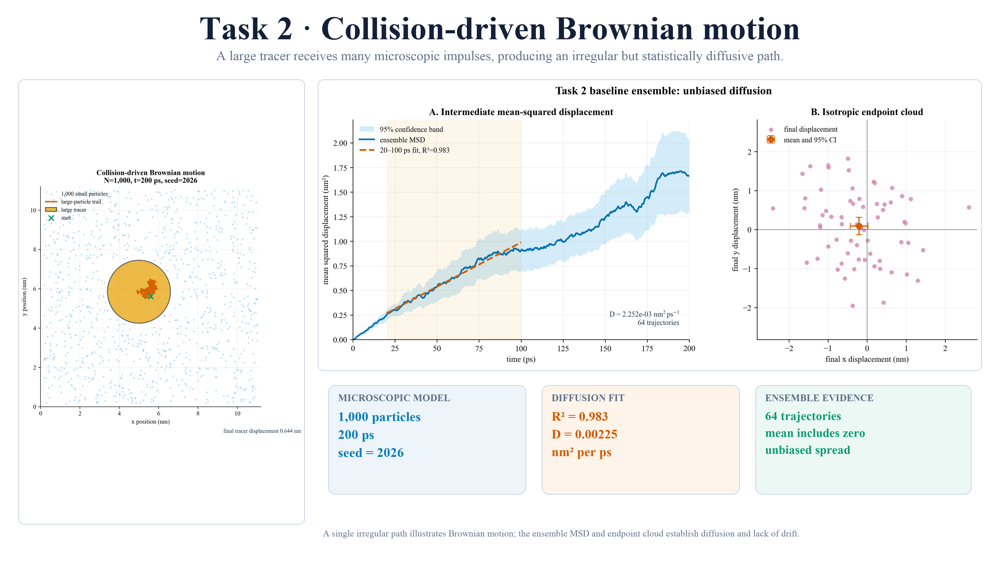 Task 2 · Collision-driven Brownian motion
A large tracer receives many microscopic impulses, producing an irregular but statistically diffusive path.
Collision-driven Brownian motion
N=1,000, t=200 ps, seed=2026
1,000 small particles
large-particle trail
large tracer
start
10
8
6
4
2
0
y position (nm)
0 2 4 6 8 10
x position (nm)
final tracer displacement 0.644 nm
Task 2 baseline ensemble: unbiased diffusion
A. Intermediate mean-squared displacement
95% confidence band
ensemble MSD
20–100 ps fit, R²=0.983
2.00
1.75
1.50
1.25
1.00
0.75
0.50
0.25
0.00
mean squared displacement (nm²)
D = 2.252e-03 nm² ps⁻¹
64 trajectories
0 25 50 75 100 125 150 175 200
time (ps)
B. Isotropic endpoint cloud
final displacement
mean and 95% CI
2
1
0
−1
−2
final y displacement (nm)
−2 −1 0 1 2
final x displacement (nm)
MICROSCOPIC MODEL
1,000 particles
200 ps
seed = 2026
DIFFUSION FIT
R² = 0.983
D = 0.00225
nm² per ps
ENSEMBLE EVIDENCE
64 trajectories
mean includes zero
unbiased spread
A single irregular path illustrates Brownian motion; the ensemble MSD and endpoint cloud establish diffusion and lack of drift.